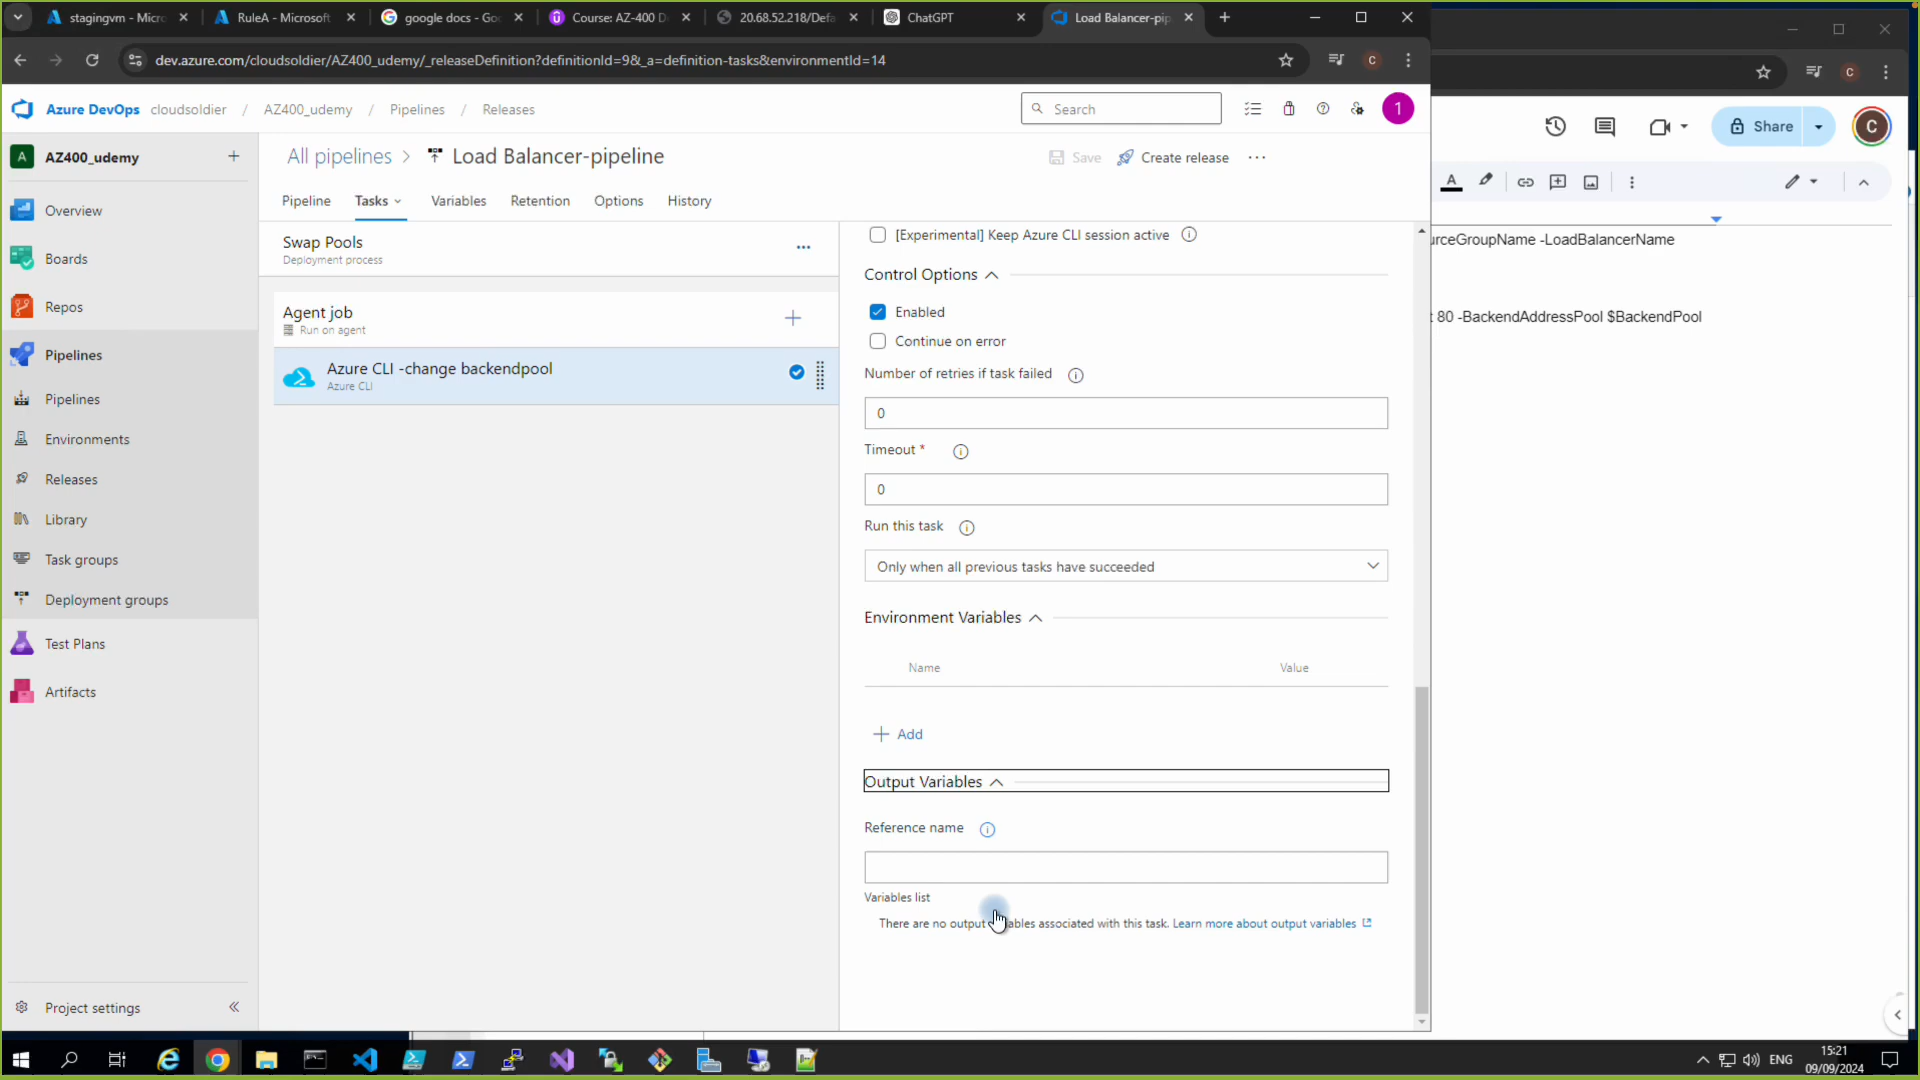 stagingvm - Micro
RuleA - Microsoft
google docs - Go
Course: AZ-400 D
20.68.52.218/Defa
ChatGPT
Load Balancer-pip
dev.azure.com/cloudsoldier/AZ400_udemy/_releaseDefinition?definitionId=9&_a=definition-tasks&environmentId=14
C
C
Azure DevOps cloudsoldier / AZ400_udemy / Pipelines / Releases
Search
1
Share
C
A AZ400_udemy
All pipelines > Load Balancer-pipeline
Save
Create release
Pipeline
Tasks
Variables
Retention
Options
History
Overview
Boards
Repos
Pipelines
Pipelines
Environments
Releases
Library
Task groups
Deployment groups
Test Plans
Artifacts
Project settings
Swap Pools
Deployment process
Agent job
Run on agent
Azure CLI -change backendpool
Azure CLI
[Experimental] Keep Azure CLI session active
Control Options
Enabled
Continue on error
Number of retries if task failed
0
Timeout *
0
Run this task
Only when all previous tasks have succeeded
Environment Variables
Name
Value
Add
Output Variables
Reference name
Variables list
There are no output ables associated with this task. Learn more about output variables
urceGroupName -LoadBalancerName
t 80 -BackendAddressPool $BackendPool
ENG
15:21
09/09/2024